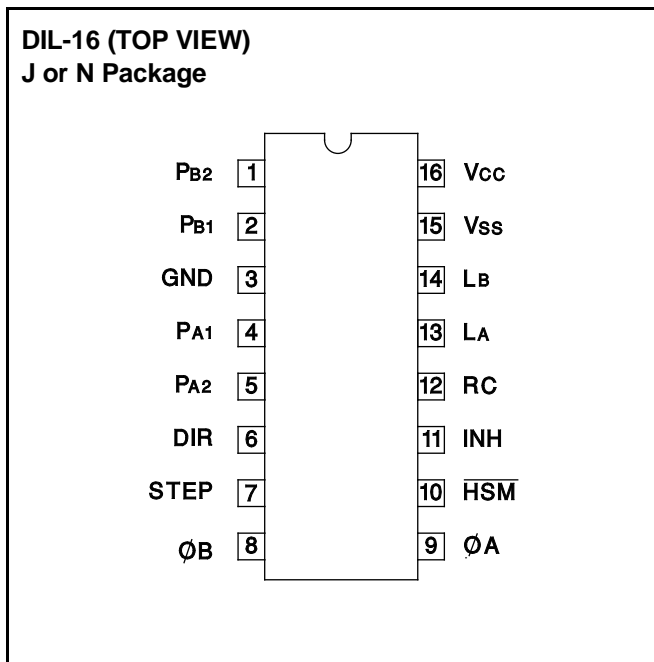 DIL-16 (TOP VIEW)
J or N Package
PB2 1 16 VCC
PB1 2 15 VSS
GND 3 14 LB
PA1 4 13 LA
PA2 5 12 RC
DIR 6 11 INH
STEP 7 10 H̅S̅M̅
ØB 8 9 ØA